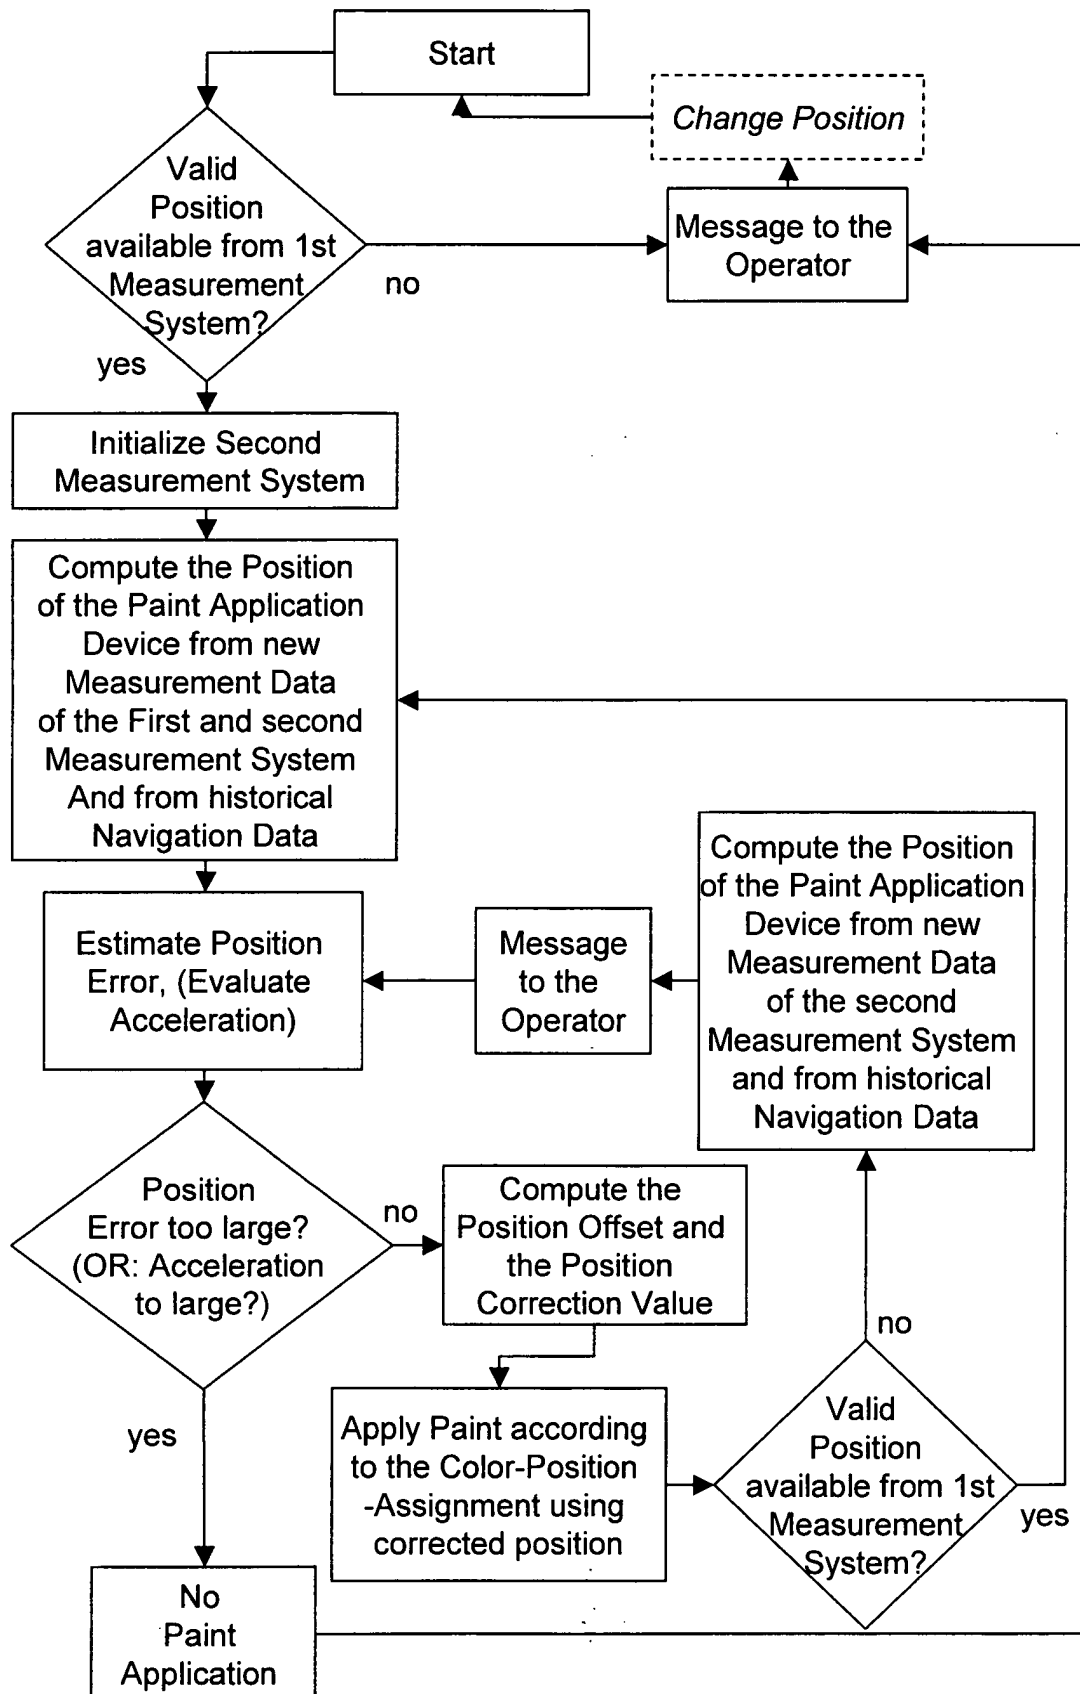 Start
Change Position
Valid
Position
available from 1st
Measurement
System?
Message to the
Operator
no
yes
Initialize Second
Measurement System
Compute the Position
of the Paint Application
Device from new
Measurement Data
of the First and second
Measurement System
And from historical
Navigation Data
Compute the Position
of the Paint Application
Device from new
Measurement Data
of the second
Measurement System
and from historical
Navigation Data
Estimate Position
Error, (Evaluate
Acceleration)
Message
to the
Operator
Position
Error too large?
(OR: Acceleration
to large?)
no
Compute the
Position Offset and
the Position
Correction Value
no
yes
Apply Paint according
to the Color-Position
-Assignment using
corrected position
Valid
Position
available from 1st
Measurement
System?
yes
No
Paint
Application